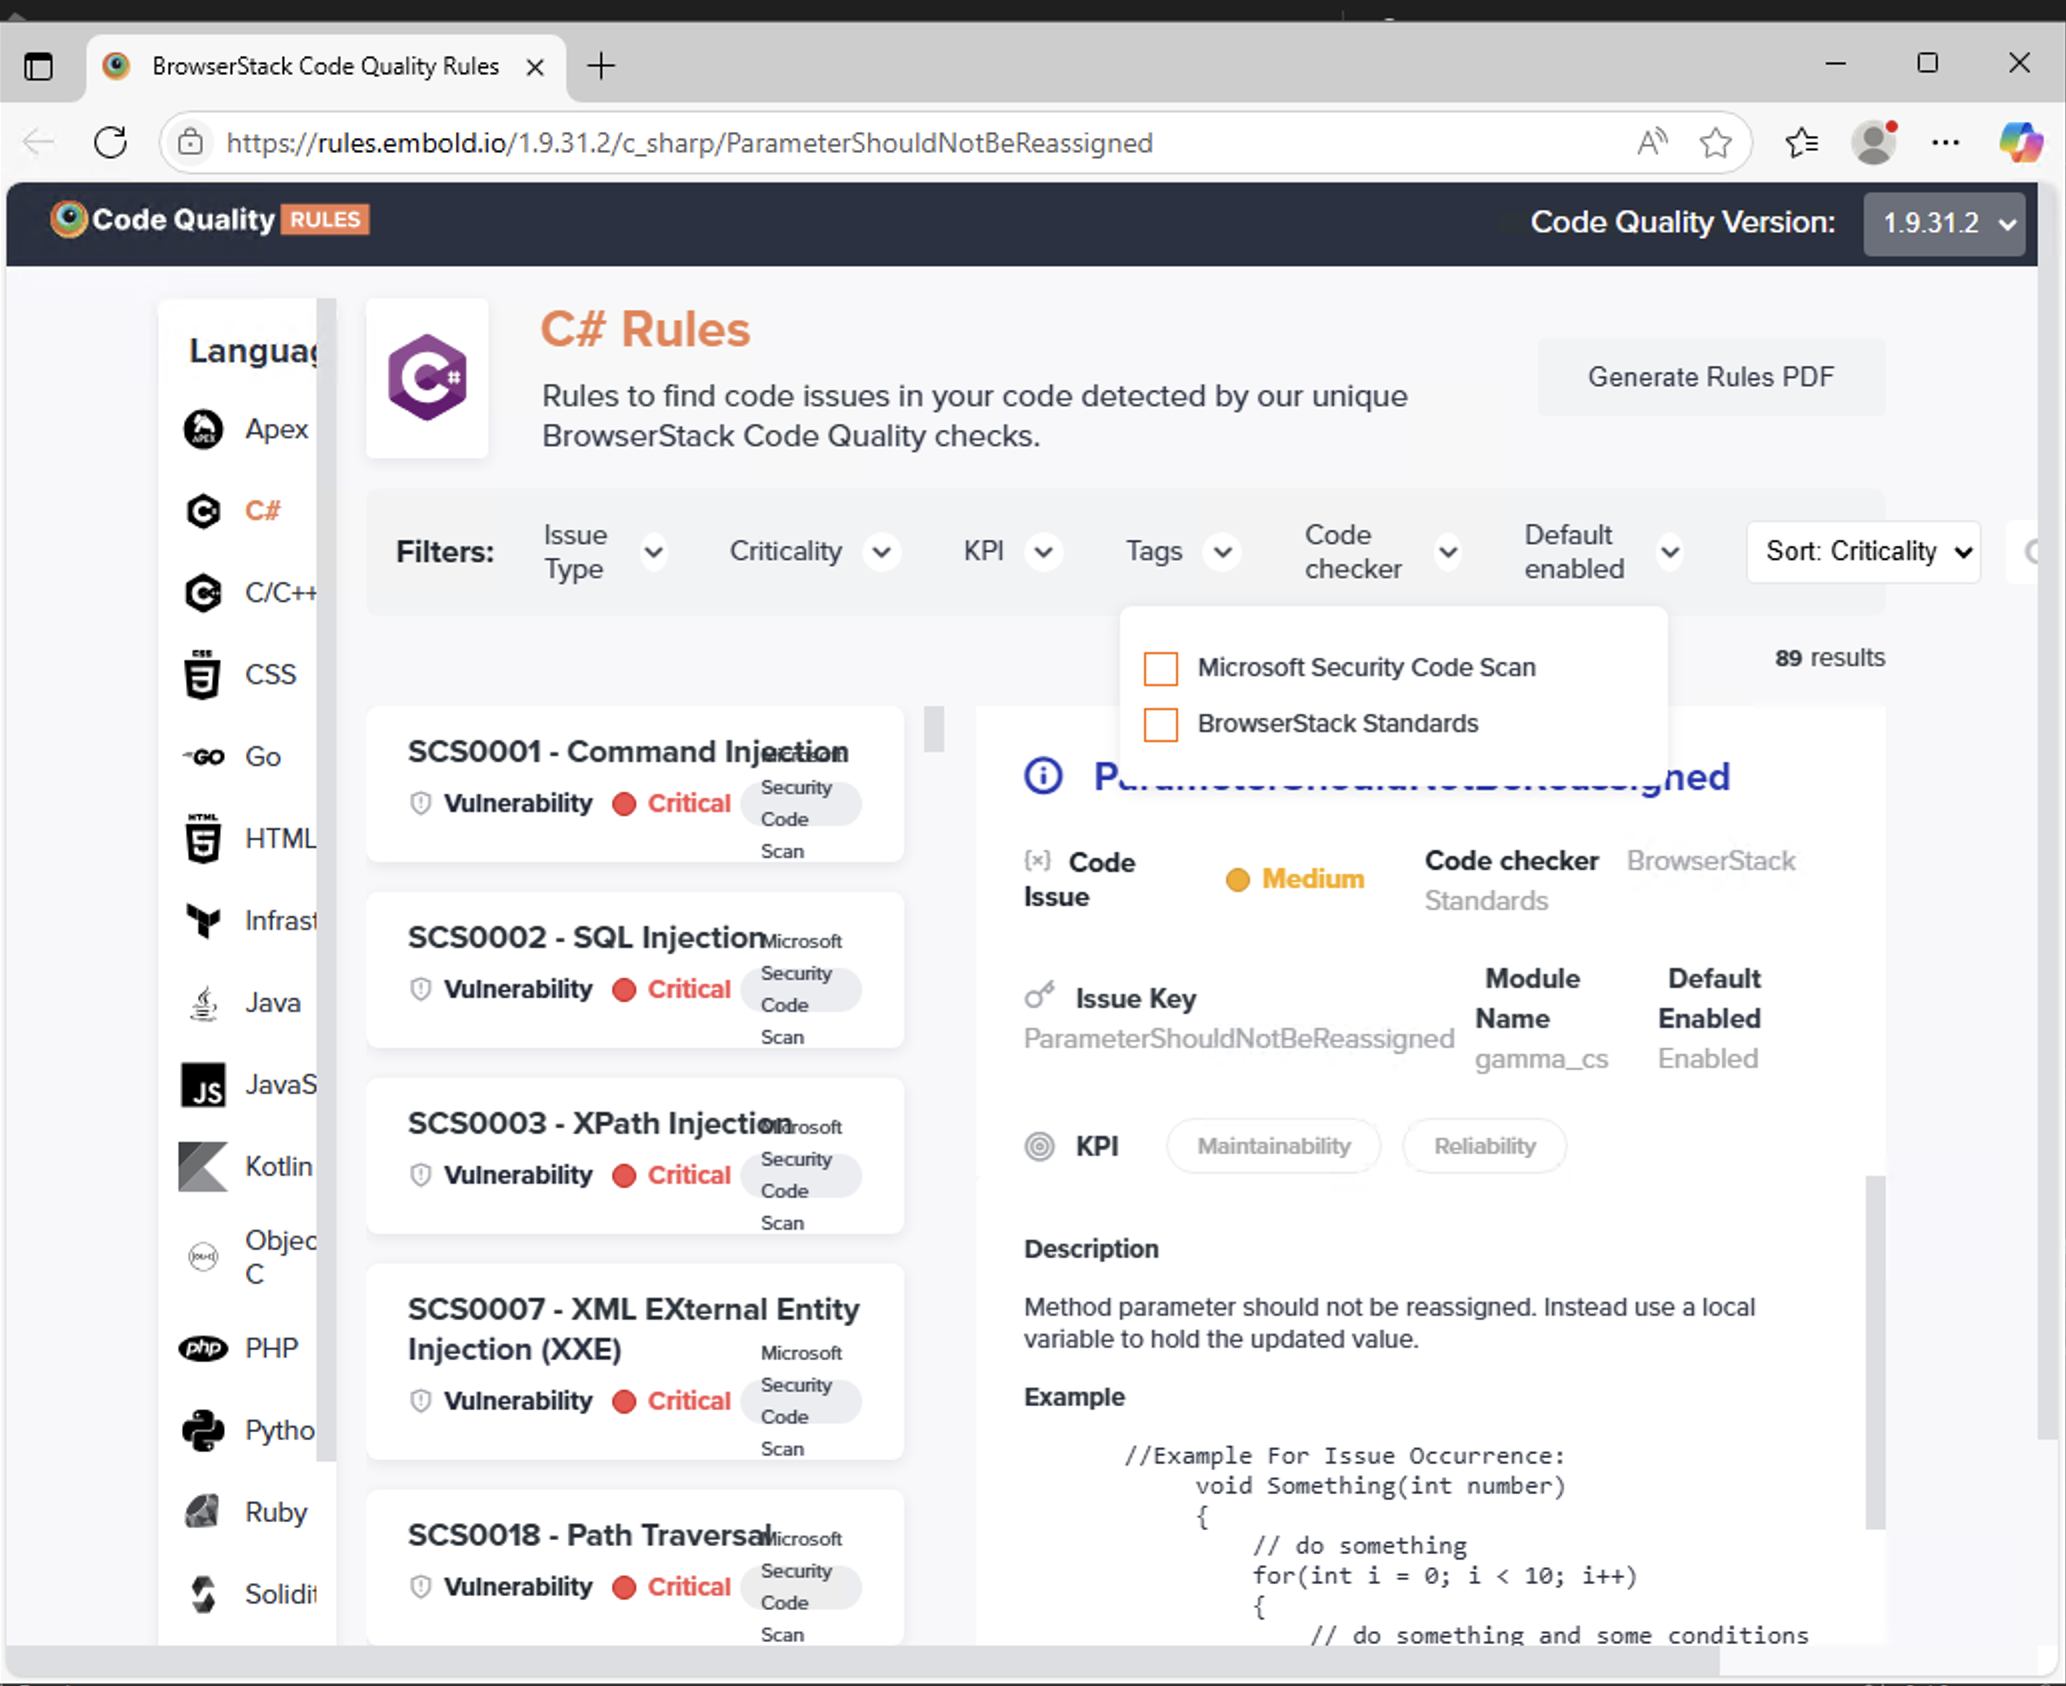 BrowserStack Code Quality Rules
https://rules.embold.io/1.9.31.2/c_sharp/ParameterShouldNotBeReassigned
Code Quality RULES
Code Quality Version: 1.9.31.2
Languag
Apex
C#
C/C++
CSS
Go
HTML
Infrast
Java
JavaS
Kotlin
Objec
C
PHP
Pytho
Ruby
Solidit
C# Rules
Rules to find code issues in your code detected by our unique
BrowserStack Code Quality checks.
Generate Rules PDF
Filters:
Issue
Type
Criticality
KPI
Tags
Code
checker
Default
enabled
Sort: Criticality
Microsoft Security Code Scan
BrowserStack Standards
89 results
SCS0001 - Command Injection
Vulnerability
Critical
Microsoft
Security
Code
Scan
SCS0002 - SQL Injection
Vulnerability
Critical
Microsoft
Security
Code
Scan
SCS0003 - XPath Injection
Vulnerability
Critical
Microsoft
Security
Code
Scan
SCS0007 - XML EXternal Entity
Injection (XXE)
Vulnerability
Critical
Microsoft
Security
Code
Scan
SCS0018 - Path Traversal
Vulnerability
Critical
Microsoft
Security
Code
Scan
ParameterShouldNotBeReassigned
Code
Issue
Medium
Code checker BrowserStack
Standards
Issue Key
ParameterShouldNotBeReassigned
Module
Name
gamma_cs
Default
Enabled
Enabled
KPI
Maintainability
Reliability
Description
Method parameter should not be reassigned. Instead use a local
variable to hold the updated value.
Example
//Example For Issue Occurrence:
void Something(int number)
{
// do something
for(int i = 0; i < 10; i++)
{
// do something and some conditions